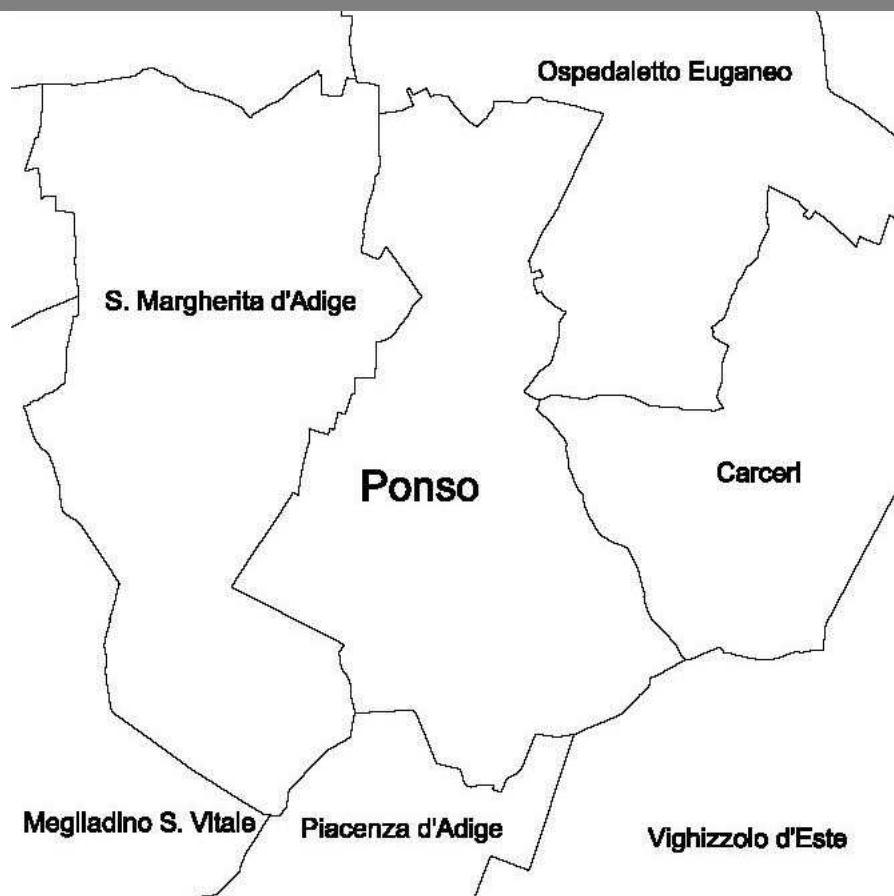 Ospedaletto Euganeo
S. Margherita d'Adige
Carceri
Ponso
Megliadino S. Vitale
Piacenza d'Adige
Vighizzolo d'Este